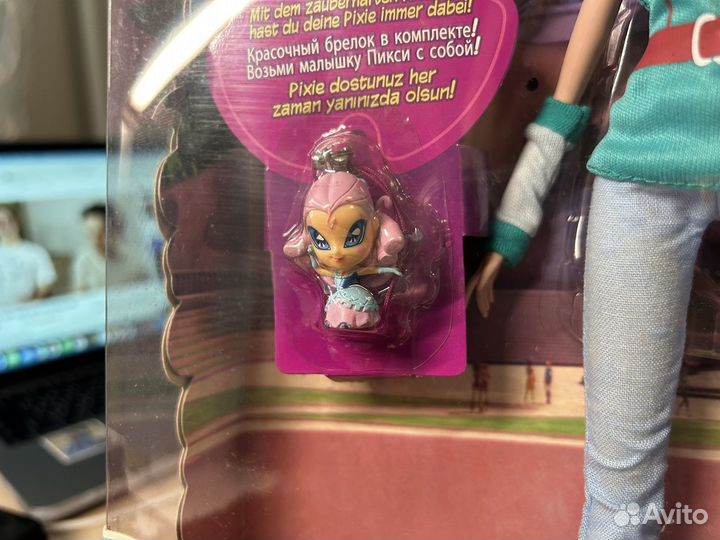 Mit dem zauberhaften
hast du deine Pixie immer dabei!
Красочный брелок в комплекте!
Возьми малышку Пикси с собой!
Pixie dostunuz her
zaman yanınızda olsun!
Avito